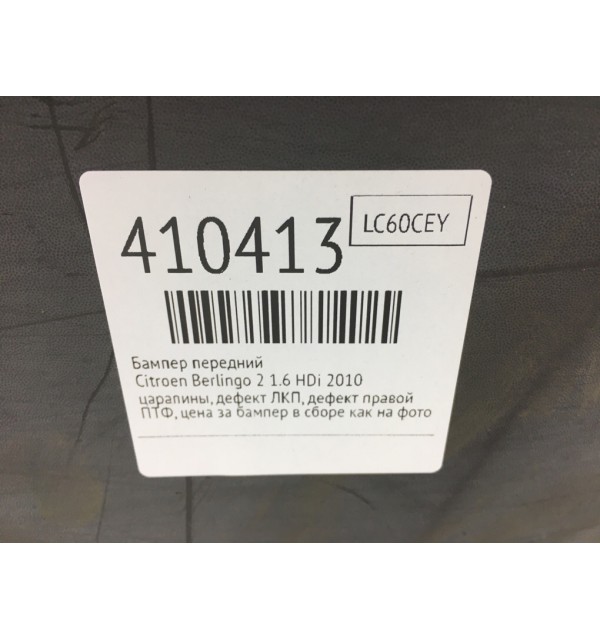 410413
LC60CEY
Бампер передний
Citroen Berlingo 2 1.6 HDi 2010
царапины, дефект ЛКП, дефект правой
ПТФ, цена за бампер в сборе как на фото